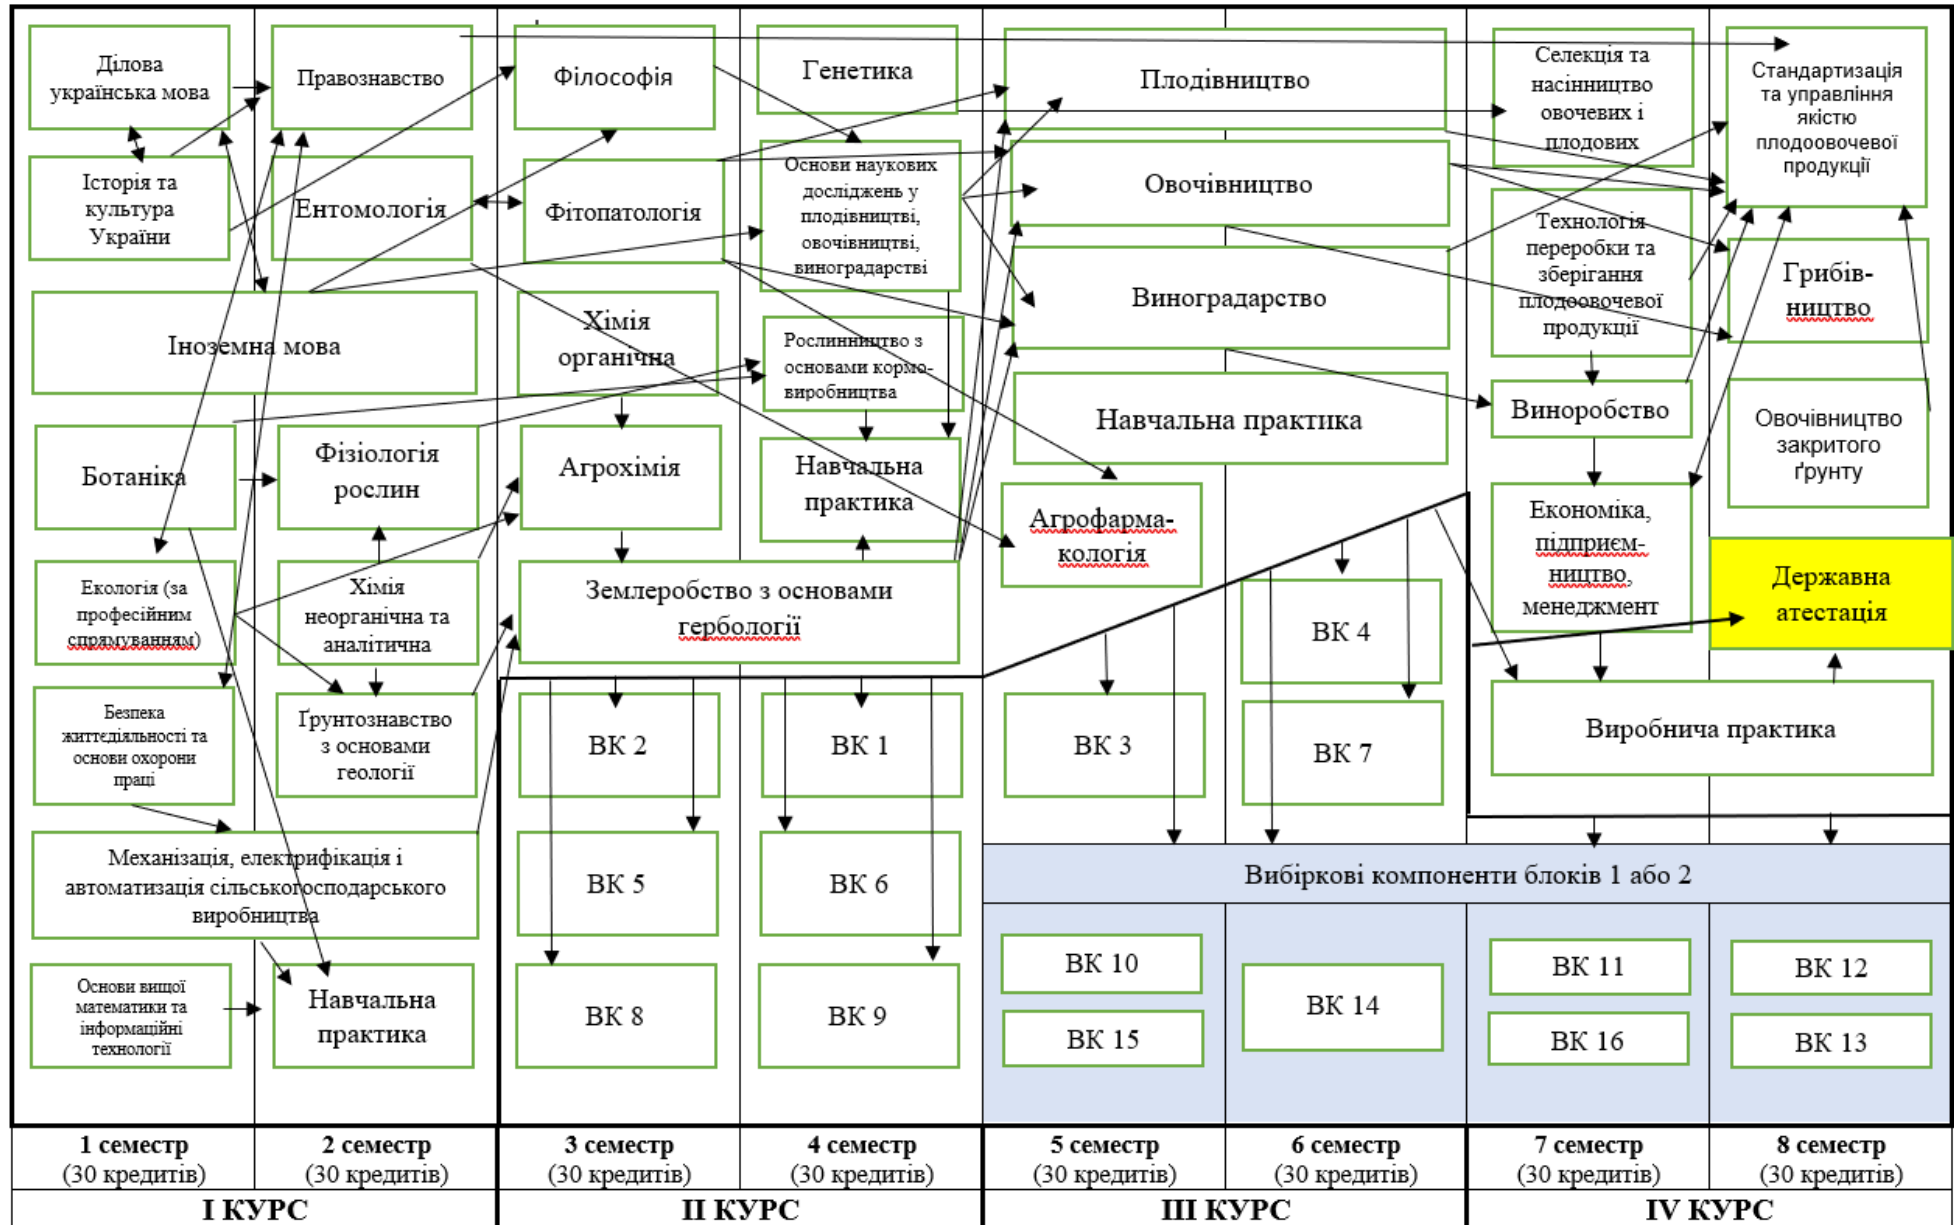 Ділова
українська мова
Правознавство
Філософія
Генетика
Плодівництво
Селекція та
насінництво
овочевих і
плодових
Стандартизація
та управління
якістю
плодоовочевої
продукції
Історія та
культура
України
Ентомологія
Фітопатологія
Основи наукових
досліджень у
плодівництві,
овочівництві,
виноградарстві
Овочівництво
Технологія
переробки та
зберігання
плодоовочевої
продукції
Грибів-
ництво
Іноземна мова
Хімія
органічна
Рослинництво з
основами кормо-
виробництва
Виноградарство
Навчальна практика
Виноробство
Овочівництво
закритого
ґрунту
Ботаніка
Фізіологія
рослин
Агрохімія
Навчальна
практика
Агрофарма-
кологія
Економіка,
підприєм-
ництво,
менеджмент
Державна
атестація
Екологія (за
професійним
спрямуванням)
Хімія
неорганічна та
аналітична
Землеробство з основами
гербології
ВК 4
Безпека
життєдіяльності та
основи охорони
праці
Ґрунтознавство
з основами
геології
ВК 2
ВК 1
ВК 3
ВК 7
Виробнича практика
Механізація, електрифікація і
автоматизація сільськогосподарського
виробництва
ВК 5
ВК 6
Вибіркові компоненти блоків 1 або 2
Основи вищої
математики та
інформаційні
технології
Навчальна
практика
ВК 8
ВК 9
ВК 10
ВК 15
ВК 14
ВК 11
ВК 16
ВК 12
ВК 13
1 семестр
(30 кредитів)
2 семестр
(30 кредитів)
3 семестр
(30 кредитів)
4 семестр
(30 кредитів)
5 семестр
(30 кредитів)
6 семестр
(30 кредитів)
7 семестр
(30 кредитів)
8 семестр
(30 кредитів)
І КУРС
ІІ КУРС
ІІІ КУРС
IV КУРС